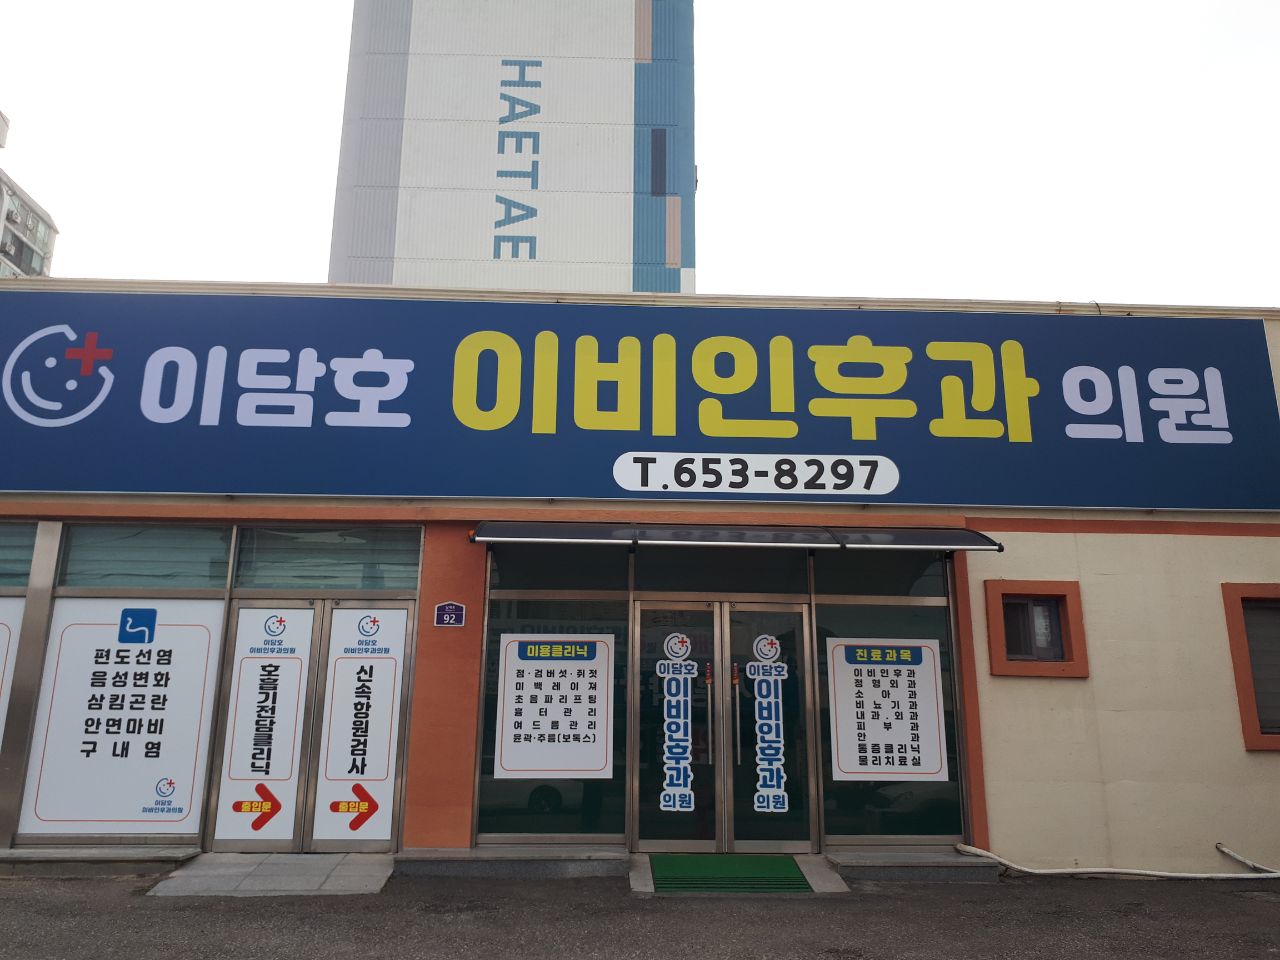 HAETAE
이담호 이비인후과 의원
T.653-8297
편도선염
음성변화
삼킴곤란
안면마비
구내염
이담호
이비인후과의원
이담호
이비인후과의원
호흡기전담클리닉
출입문
이담호
이비인후과의원
신속항원검사
출입문
92
미용클리닉
점·검버섯·쥐젓
미백레이져
초음파리프팅
흉터관리
여드름관리
윤곽·주름(보톡스)
이담호
이비인후과
의원
이담호
이비인후과
의원
진료과목
이비인후과
정형외과
소아과
비뇨기과
내과.외과
피부과
안과
통증클리닉
물리치료실